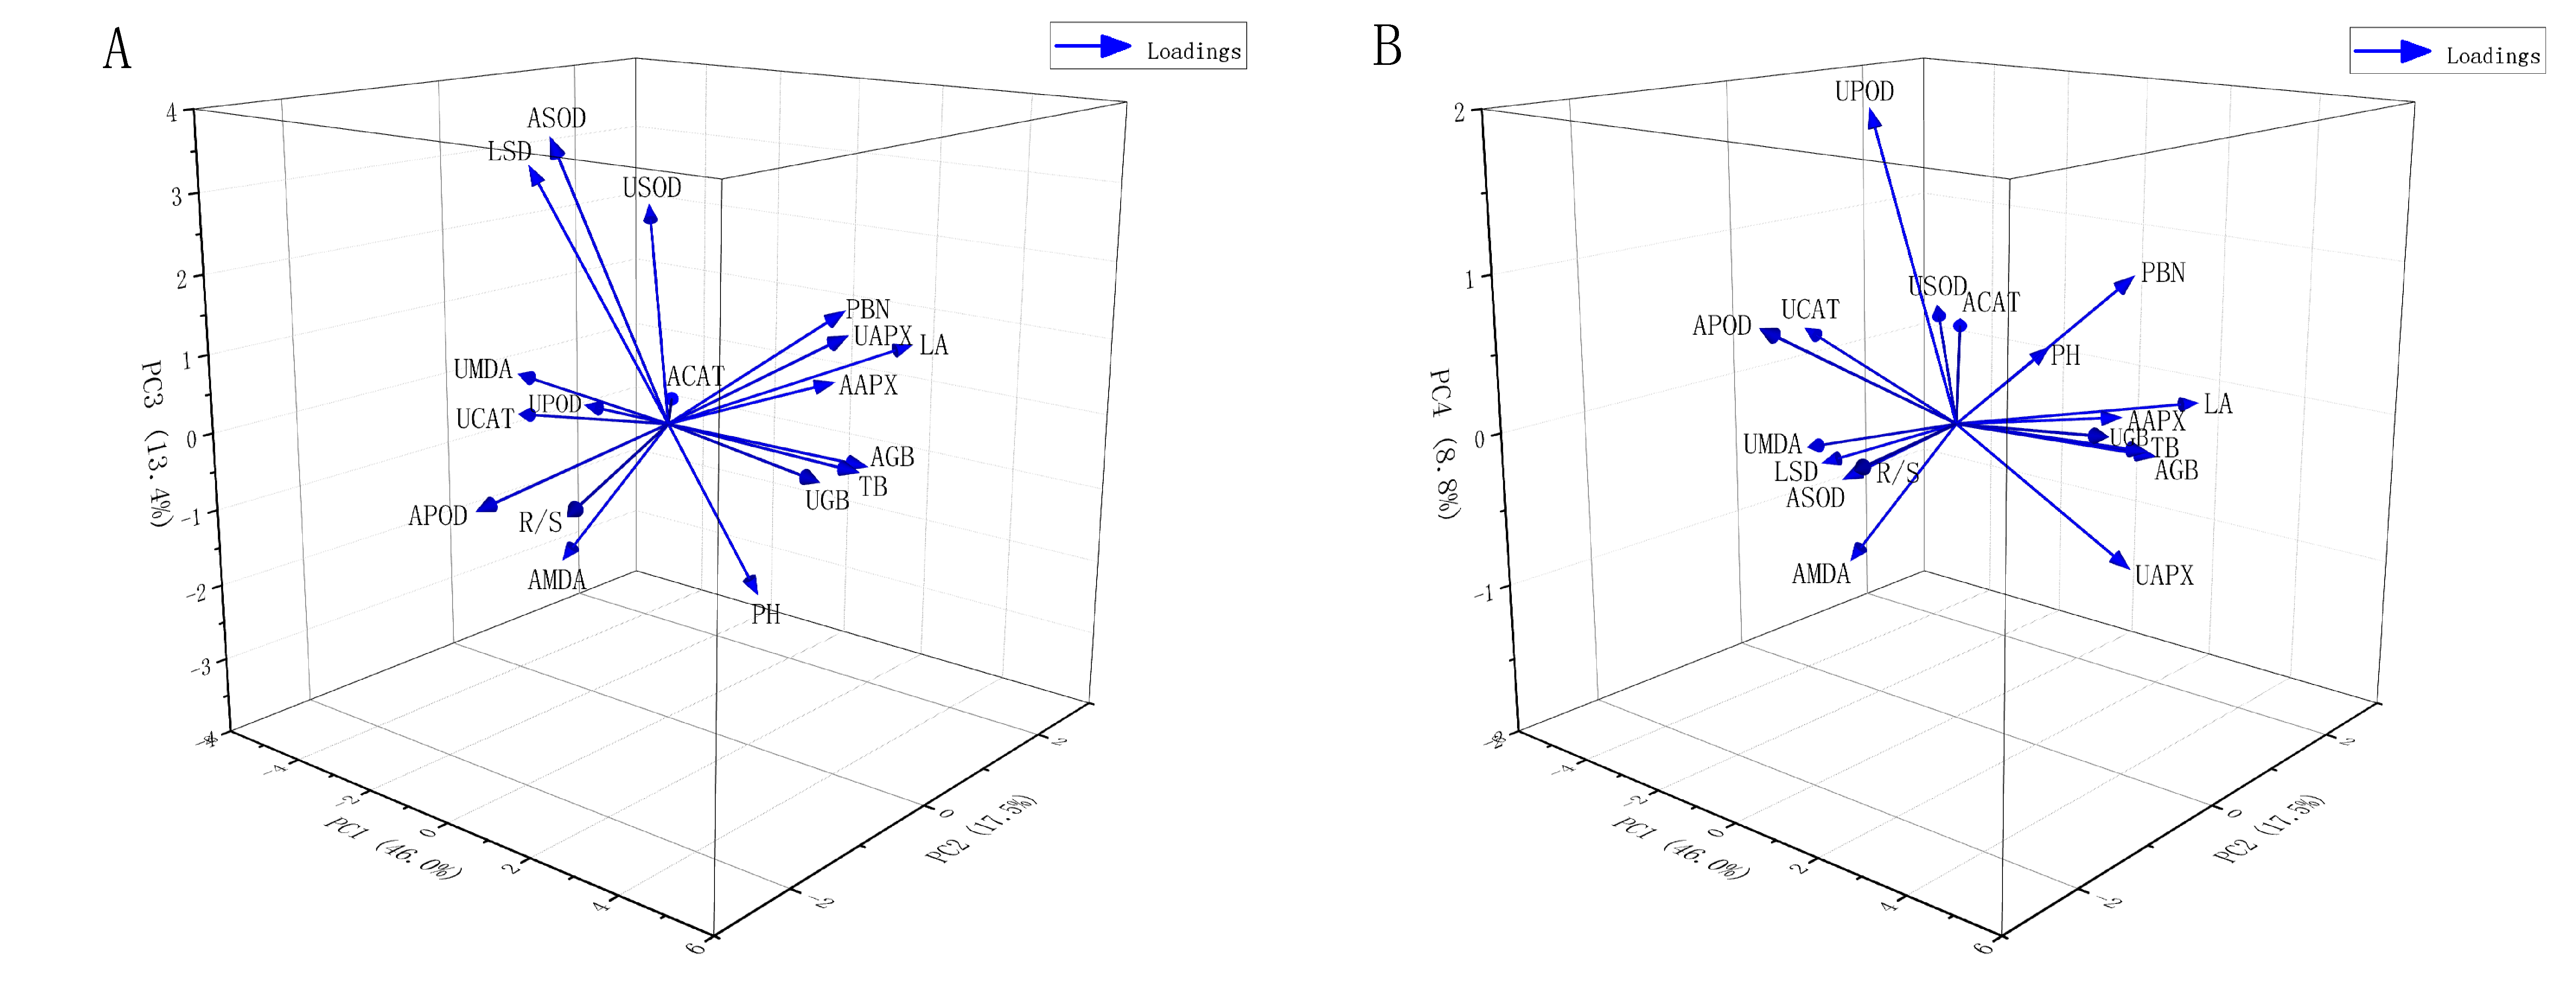 A
Loadings
4
3
2
1
0
-1
-2
-3
PC3 (13.4%)
ASOD
LSD
USOD
PBN
UAPX
LA
AAPX
ACAT
UMDA
UPOD
UCAT
AGB
TB
UGB
APOD
R/S
AMDA
PH
-4
-2
0
2
4
6
PC1 (46.0%)
-2
0
2
PC2 (17.5%)
B
Loadings
2
1
0
-1
PC4 (8.8%)
UPOD
PBN
USOD
ACAT
UCAT
APOD
PH
LA
AAPX
UGB
TB
AGB
UMDA
LSD
R/S
ASOD
AMDA
UAPX
-4
-2
0
2
4
6
PC1 (46.0%)
-2
0
2
PC2 (17.5%)